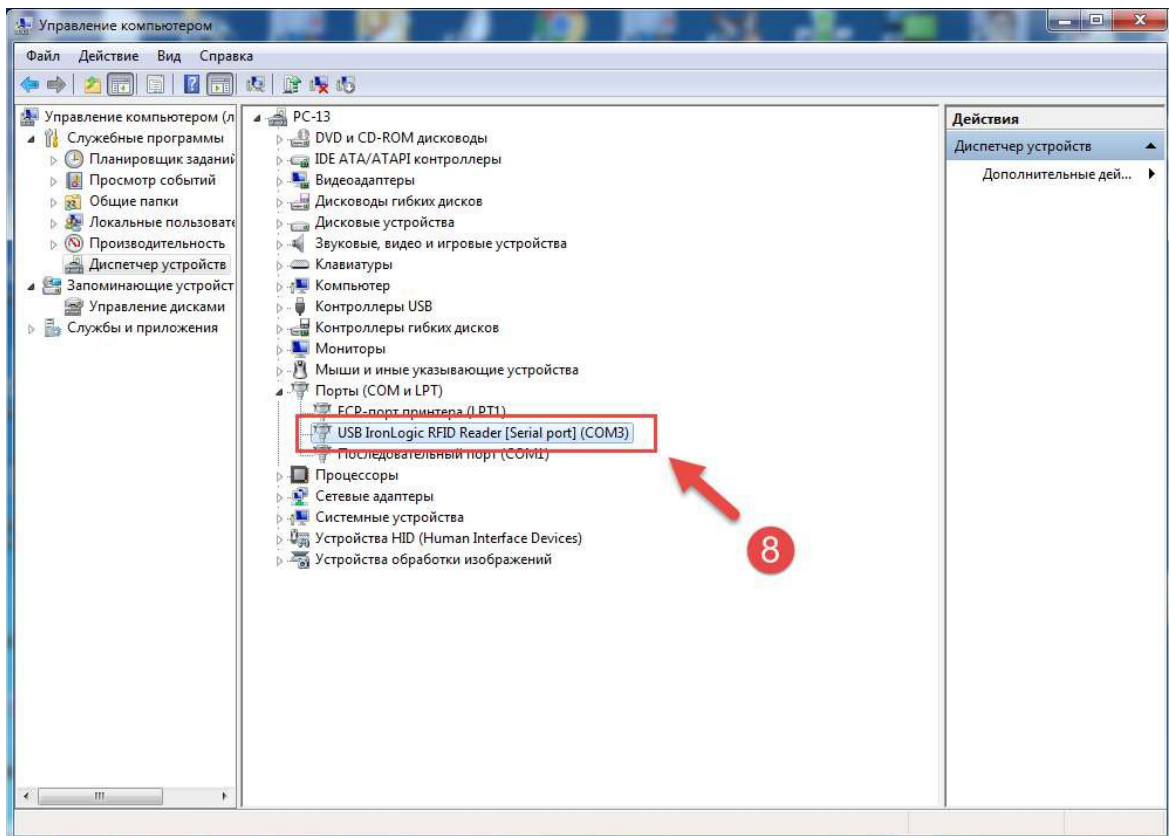 Управление компьютером
Файл Действие Вид Справка
Управление компьютером (л
Служебные программы
Планировщик заданий
Просмотр событий
Общие папки
Локальные пользовате
Производительность
Диспетчер устройств
Запоминающие устройст
Управление дисками
Службы и приложения
PC-13
DVD и CD-ROM дисководы
IDE ATA/ATAPI контроллеры
Видеоадаптеры
Дисководы гибких дисков
Дисковые устройства
Звуковые, видео и игровые устройства
Клавиатуры
Компьютер
Контроллеры USB
Контроллеры гибких дисков
Мониторы
Мыши и иные указывающие устройства
Порты (COM и LPT)
ECP-порт принтера (LPT1)
USB IronLogic RFID Reader [Serial port] (COM3)
Последовательный порт (COM1)
Процессоры
Сетевые адаптеры
Системные устройства
Устройства HID (Human Interface Devices)
Устройства обработки изображений
8
Действия
Диспетчер устройств
Дополнительные дей...